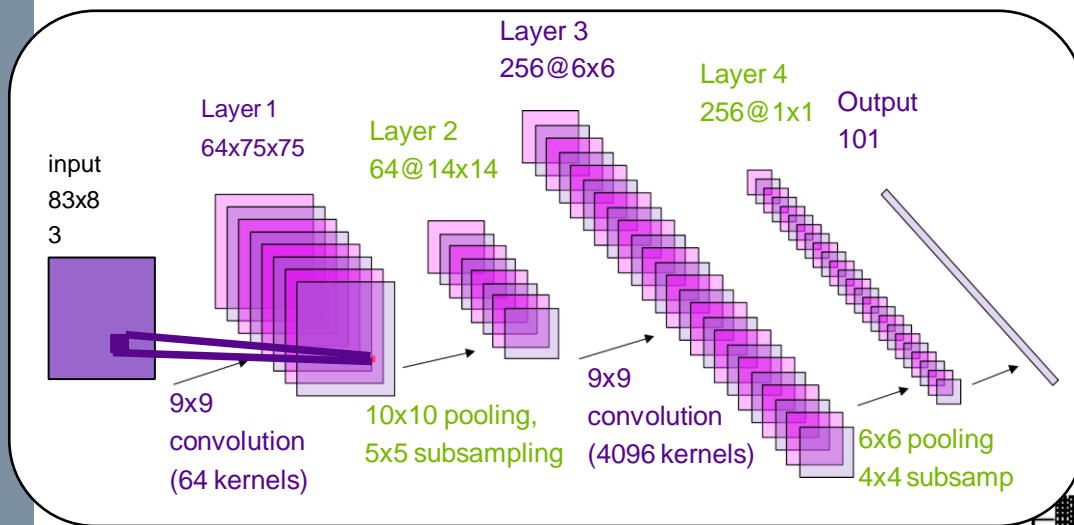 input
83x8
3
Layer 1
64x75x75
Layer 2
64@14x14
Layer 3
256@6x6
Layer 4
256@1x1
Output
101
9x9
convolution
(64 kernels)
10x10 pooling,
5x5 subsampling
9x9
convolution
(4096 kernels)
6x6 pooling
4x4 subsamp